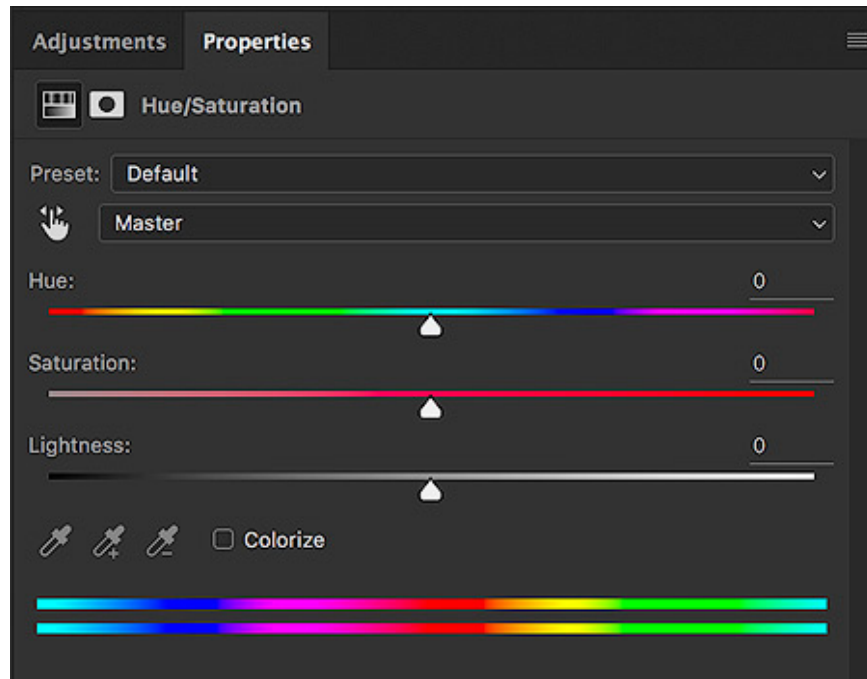 Adjustments Properties
Hue/Saturation
Preset: Default
Master
Hue: 0
Saturation: 0
Lightness: 0
Colorize